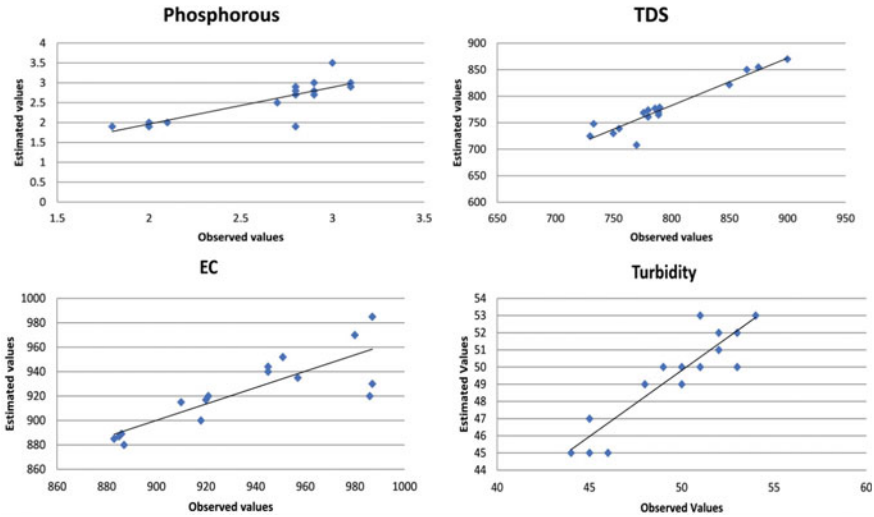 Phosphorous
4
3.5
3
2.5
2
1.5
1
0.5
0
Estimated values
1.5 2 2.5 3 3.5
Observed values
TDS
900
850
800
750
700
650
600
Estimated values
650 700 750 800 850 900 950
Observed values
EC
1000
980
960
940
920
900
880
860
Estimated values
860 880 900 920 940 960 980 1000
Observed values
Turbidity
54
53
52
51
50
49
48
47
46
45
44
Estimated Values
40 45 50 55 60
Observed Values